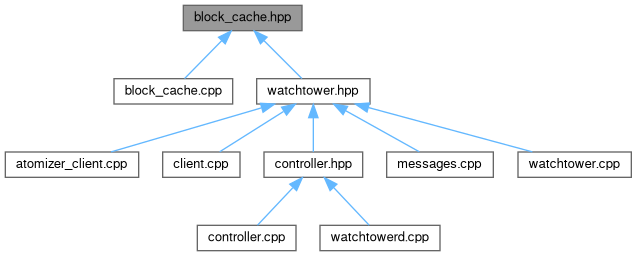 block_cache.hpp
block_cache.cpp
watchtower.hpp
atomizer_client.cpp
client.cpp
controller.hpp
messages.cpp
watchtower.cpp
controller.cpp
watchtowerd.cpp